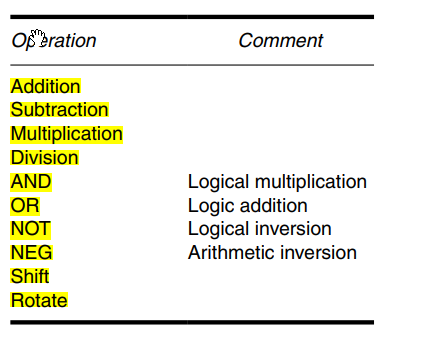 Operation Comment
Addition
Subtraction
Multiplication
Division
AND Logical multiplication
OR Logic addition
NOT Logical inversion
NEG Arithmetic inversion
Shift
Rotate